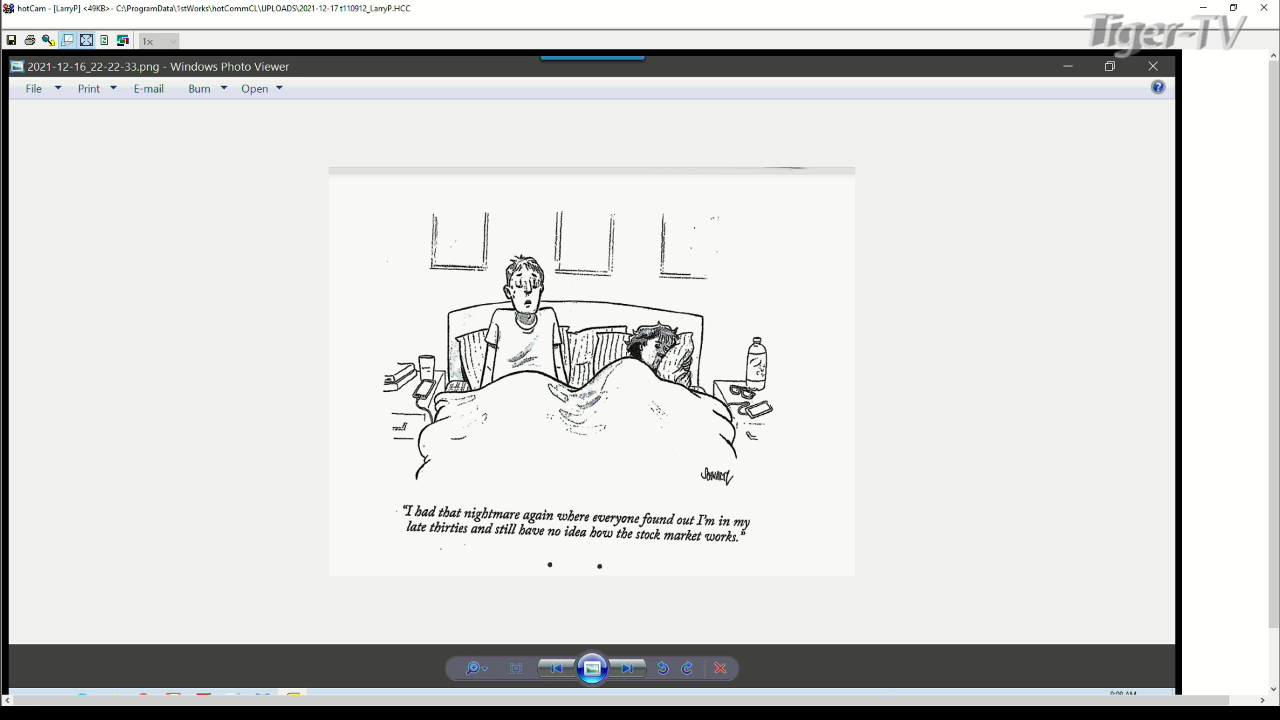 hotCam - [LarryP] <49KB>- C:\ProgramData\1stWorks\hotCommCL\UPLOADS\2021-12-17 t110912_LarryP.HCC
Tiger-TV
1x
2021-12-16_22-22-33.png - Windows Photo Viewer
File Print E-mail Burn Open
"I had that nightmare again where everyone found out I'm in my
late thirties and still have no idea how the stock market works."